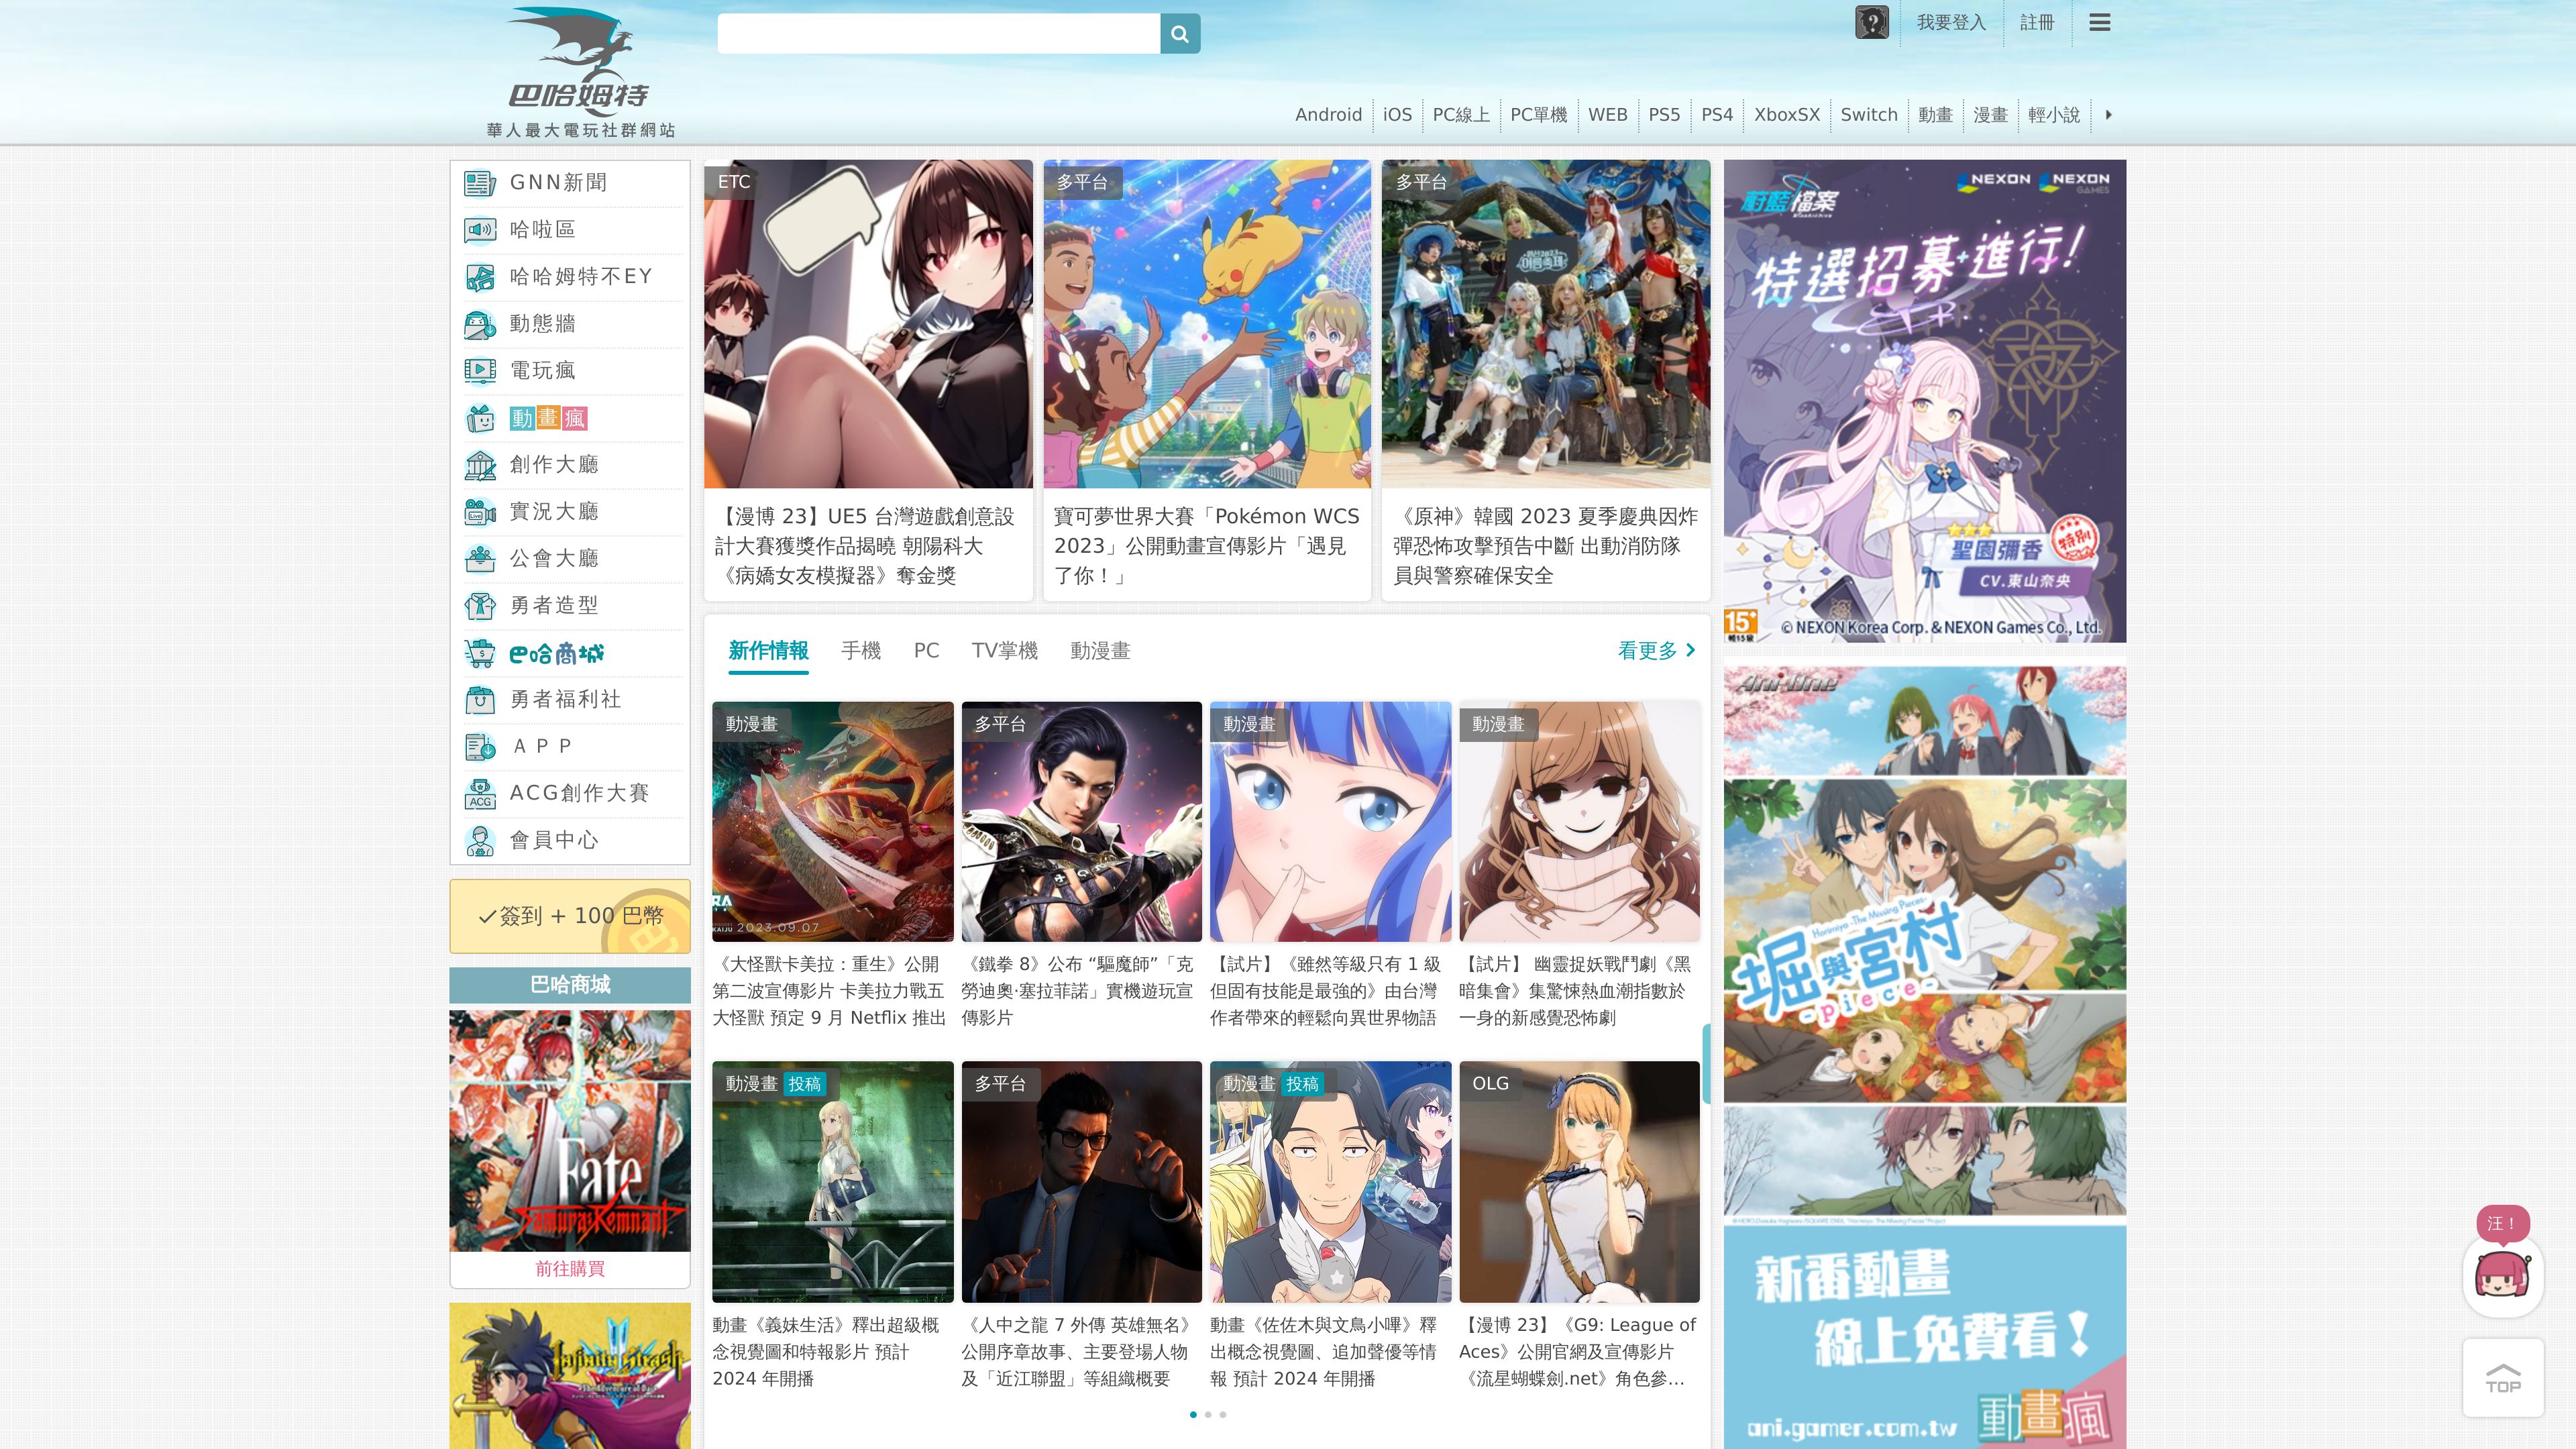 巴哈姆特
華人最大電玩社群網站
我要登入
註冊
Android
iOS
PC線上
PC單機
WEB
PS5
PS4
XboxSX
Switch
動畫
漫畫
輕小說
GNN新聞
哈啦區
哈哈姆特不EY
動態牆
電玩瘋
動畫瘋
創作大廳
實況大廳
公會大廳
勇者造型
巴哈商城
勇者福利社
ＡＰＰ
ACG創作大賽
會員中心
簽到 + 100 巴幣
巴哈商城
Fate
Samurai Remnant
前往購買
Infinity Strash
ETC
【漫博 23】UE5 台灣遊戲創意設
計大賽獲獎作品揭曉 朝陽科大
《病嬌女友模擬器》奪金獎
多平台
寶可夢世界大賽「Pokémon WCS
2023」公開動畫宣傳影片「遇見
了你！」
多平台
《原神》韓國 2023 夏季慶典因炸
彈恐怖攻擊預告中斷 出動消防隊
員與警察確保安全
新作情報
手機
PC
TV掌機
動漫畫
看更多
動漫畫
2023.09.07
《大怪獸卡美拉：重生》公開
第二波宣傳影片 卡美拉力戰五
大怪獸 預定 9 月 Netflix 推出
多平台
《鐵拳 8》公布 “驅魔師”「克
勞迪奧·塞拉菲諾」實機遊玩宣
傳影片
動漫畫
【試片】《雖然等級只有 1 級
但固有技能是最強的》由台灣
作者帶來的輕鬆向異世界物語
動漫畫
【試片】 幽靈捉妖戰鬥劇《黑
暗集會》集驚悚熱血潮指數於
一身的新感覺恐怖劇
動漫畫 投稿
動畫《義妹生活》釋出超級概
念視覺圖和特報影片 預計
2024 年開播
多平台
《人中之龍 7 外傳 英雄無名》
公開序章故事、主要登場人物
及「近江聯盟」等組織概要
動漫畫 投稿
動畫《佐佐木與文鳥小嗶》釋
出概念視覺圖、追加聲優等情
報 預計 2024 年開播
OLG
【漫博 23】《G9: League of
Aces》公開官網及宣傳影片
《流星蝴蝶劍.net》角色參...
蔚藍檔案
NEXON NEXON GAMES
特選招募+進行!
聖園彌香
特別
CV.東山奈央
15+
© NEXON Korea Corp. & NEXON Games Co., Ltd.
Ani-One
Horimiya -The Missing Pieces-
堀與宮村
-piece-
新番動畫
線上免費看！
ani.gamer.com.tw
動畫瘋
汪！
TOP